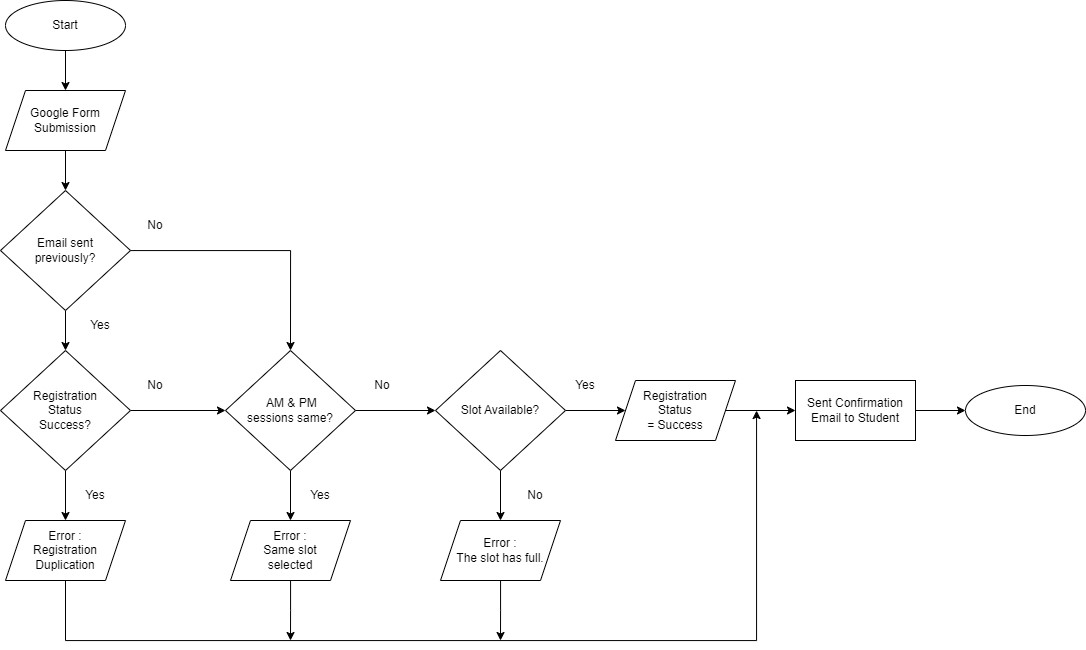 Start
Google Form
Submission
No
Email sent
previously?
Yes
Registration
Status
Success?
No
AM & PM
sessions same?
No
Slot Available?
Yes
Registration
Status
= Success
Sent Confirmation
Email to Student
End
Yes
Yes
No
Error :
Registration
Duplication
Error :
Same slot
selected
Error :
The slot has full.